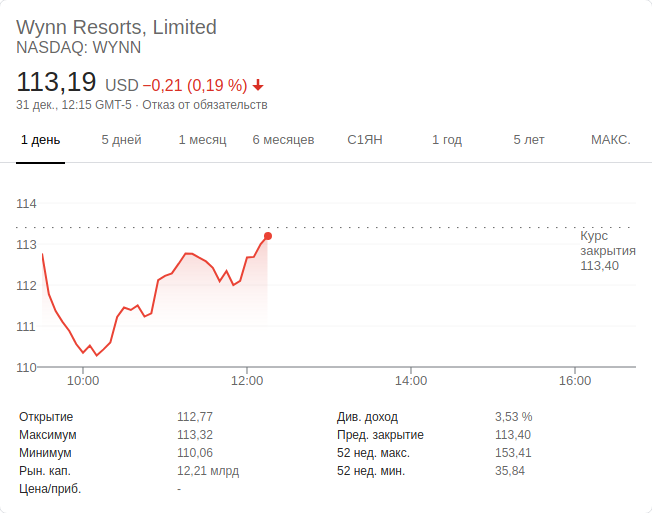 Wynn Resorts, Limited
NASDAQ: WYNN
113,19 USD −0,21 (0,19 %)
31 дек., 12:15 GMT-5 · Отказ от обязательств
1 день 5 дней 1 месяц 6 месяцев С1ЯН 1 год 5 лет МАКС.
114
113
112
111
110
Курс
закрытия
113,40
10:00 12:00 14:00 16:00
Открытие 112,77 Див. доход 3,53 %
Максимум 113,32 Пред. закрытие 113,40
Минимум 110,06 52 нед. макс. 153,41
Рын. кап. 12,21 млрд 52 нед. мин. 35,84
Цена/приб. -